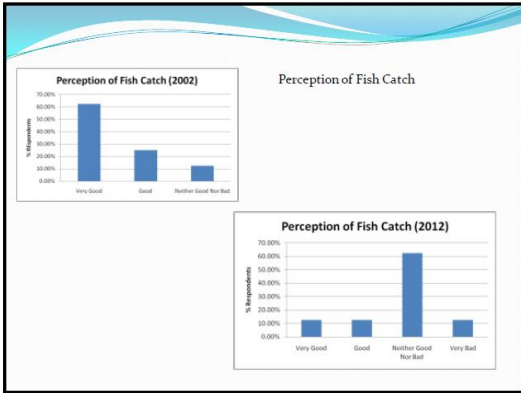 Perception of Fish Catch
Perception of Fish Catch (2002)
% Respondents
70.00%
60.00%
50.00%
40.00%
30.00%
20.00%
10.00%
0.00%
Very Good
Good
Neither Good Nor Bad
Perception of Fish Catch (2012)
% Respondents
70.00%
60.00%
50.00%
40.00%
30.00%
20.00%
10.00%
0.00%
Very Good
Good
Neither Good
Nor Bad
Very Bad